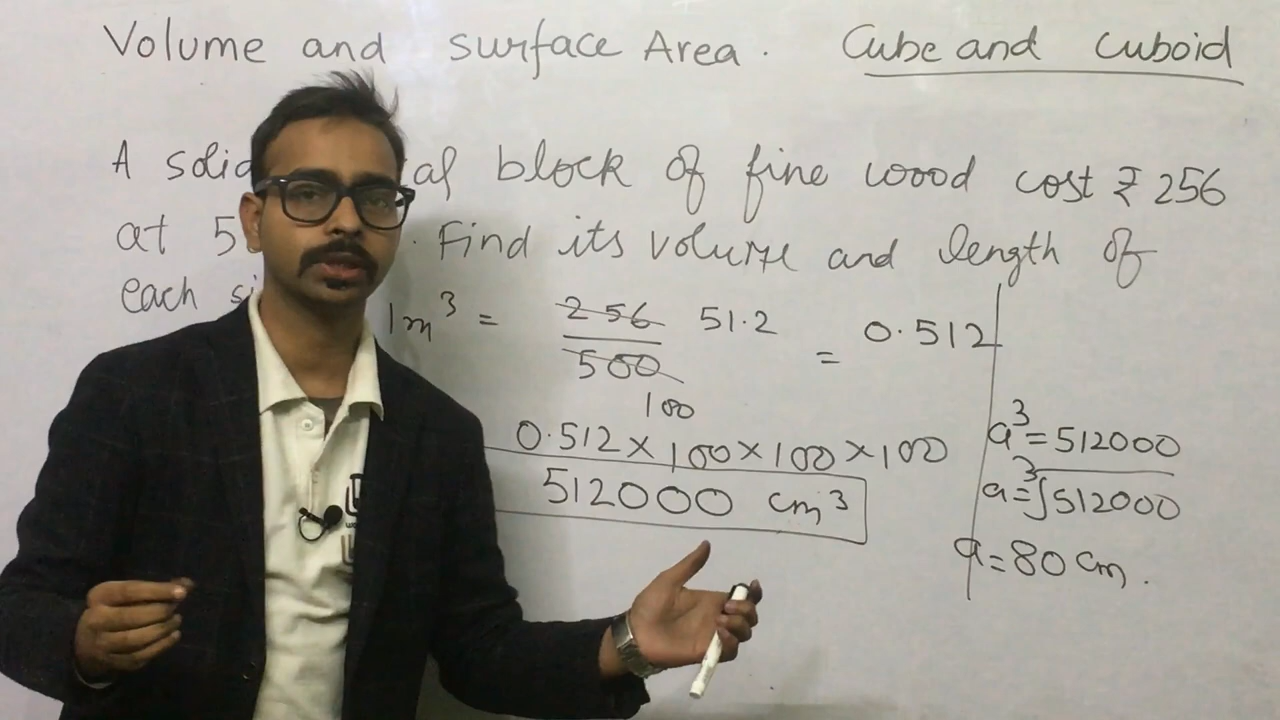 Volume and surface Area. Cube and cuboid
A solid block of fine wood cost ₹ 256
at 5 . Find its volume and length of
each
1m³ = 256 51.2 = 0.512
500
100
0.512 × 100 × 100 × 100
512000 cm³
a³ = 512000
a = ³√512000
a = 80 cm.